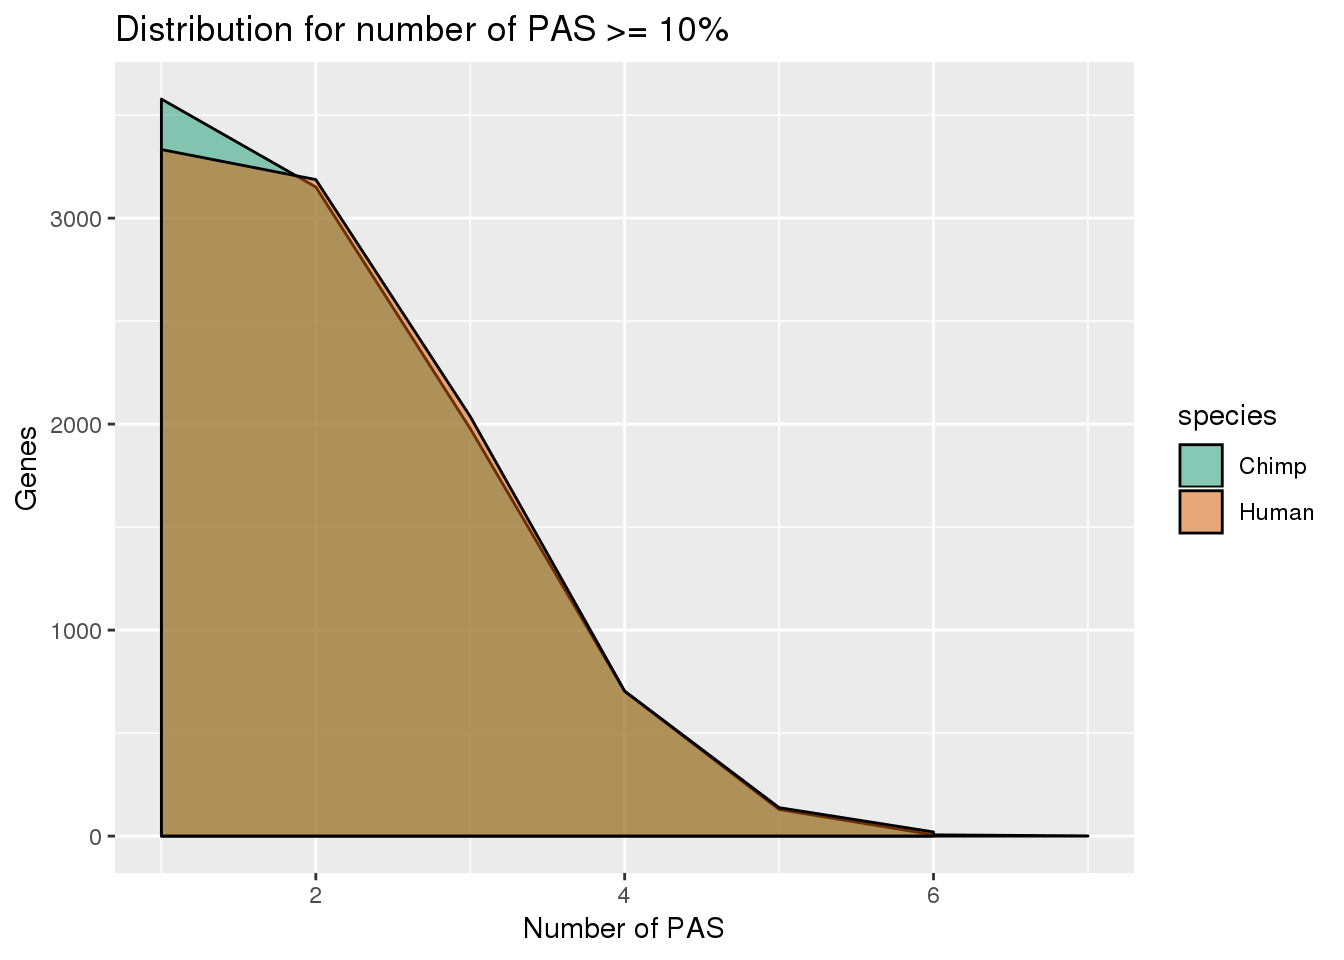 Distribution for number of PAS >= 10%
Genes
3000
2000
1000
0
2
4
6
Number of PAS
species
Chimp
Human